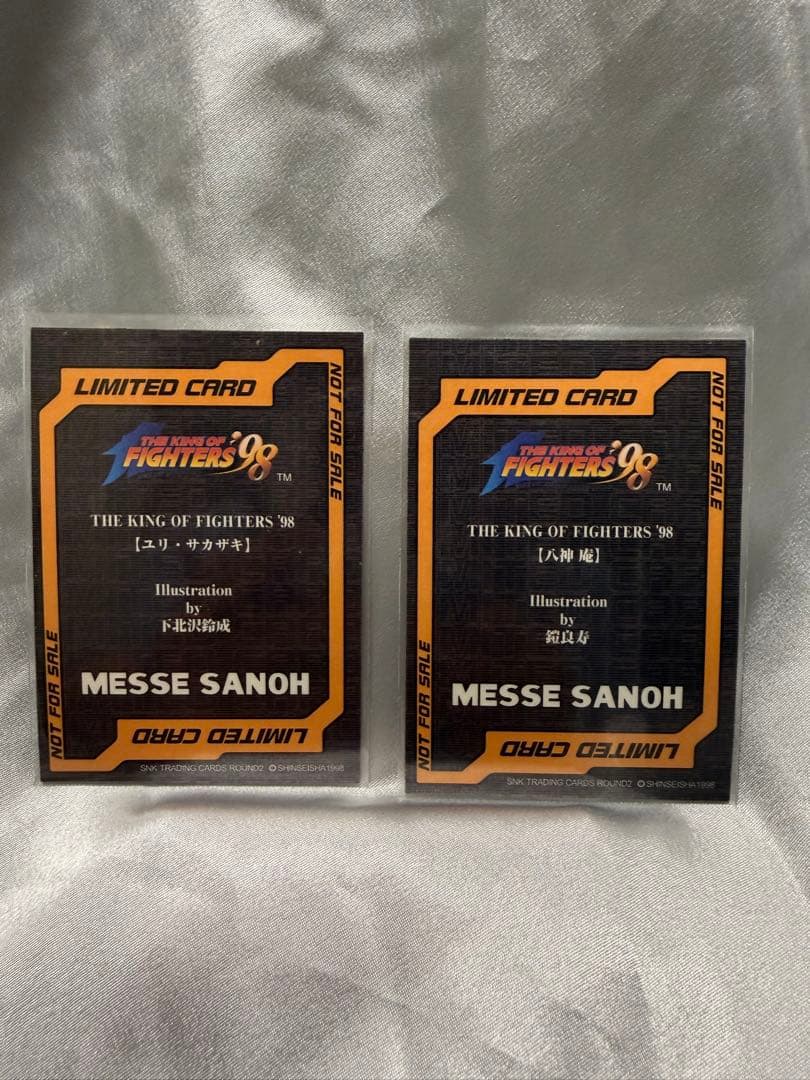 LIMITED CARD
NOT FOR SALE
THE KING OF
FIGHTERS '98
TM
THE KING OF FIGHTERS '98
【ユリ・サカザキ】
Illustration
by
下北沢鈴成
MESSE SANOH
NOT FOR SALE
LIMITED CARD
SNK TRADING CARDS ROUND2 ©SHINSEISHA1998
LIMITED CARD
NOT FOR SALE
THE KING OF
FIGHTERS '98
TM
THE KING OF FIGHTERS '98
【八神 庵】
Illustration
by
鎧良寿
MESSE SANOH
NOT FOR SALE
LIMITED CARD
SNK TRADING CARDS ROUND2 ©SHINSEISHA1998